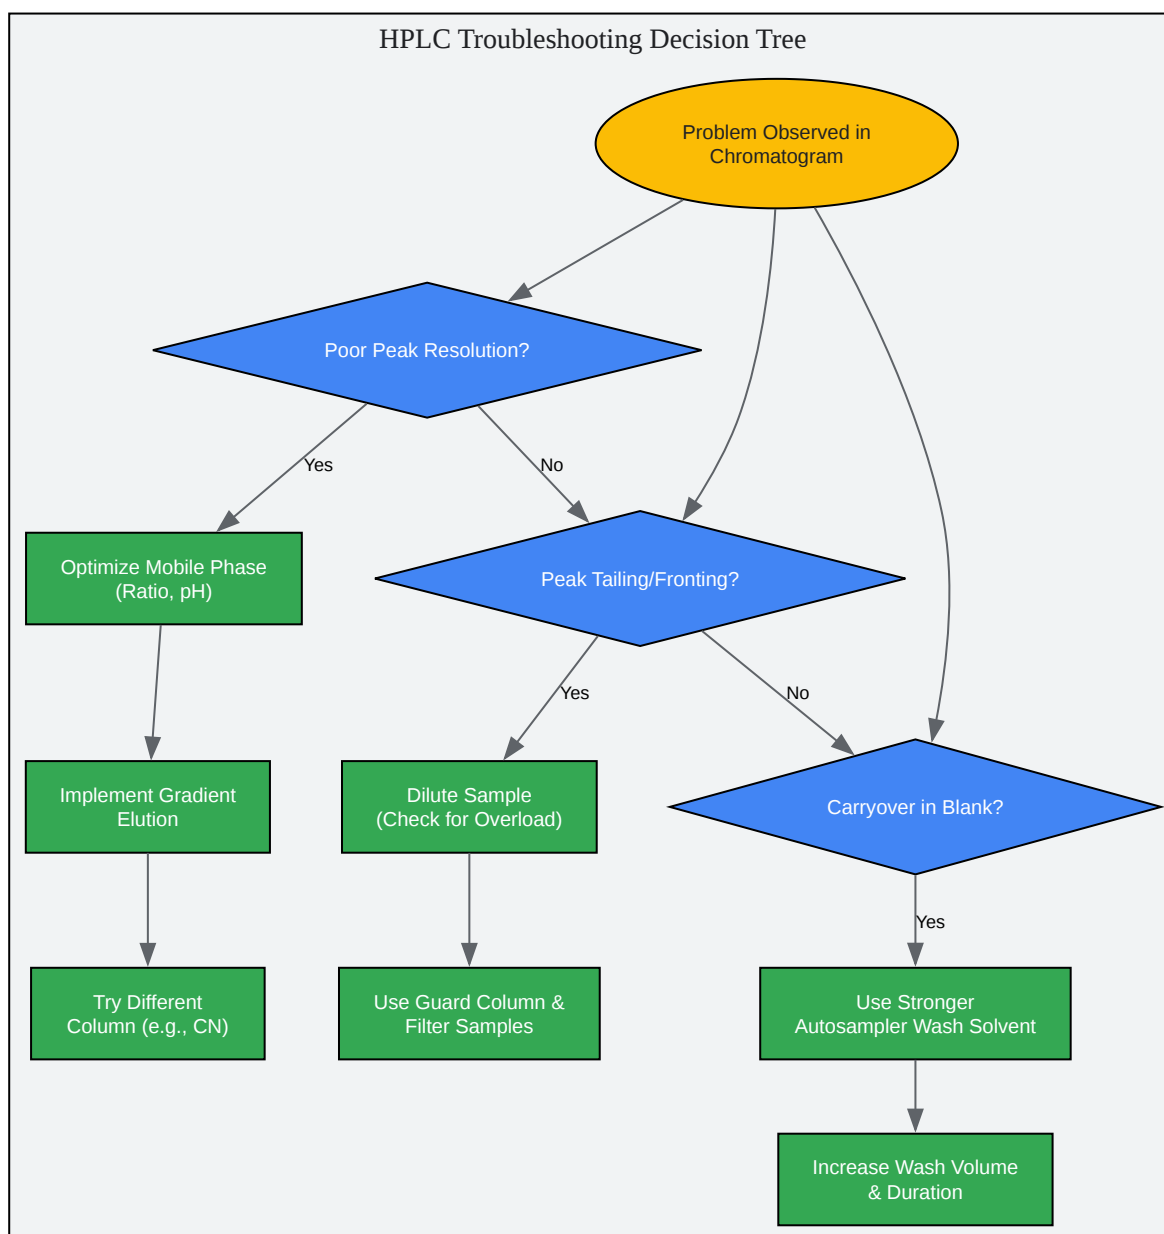 HPLC Troubleshooting Decision Tree
Problem Observed in
Chromatogram
Poor Peak Resolution?
Yes
No
Optimize Mobile Phase
(Ratio, pH)
Peak Tailing/Fronting?
Yes
No
Implement Gradient
Elution
Dilute Sample
(Check for Overload)
Carryover in Blank?
Yes
Try Different
Column (e.g., CN)
Use Guard Column &
Filter Samples
Use Stronger
Autosampler Wash Solvent
Increase Wash Volume
& Duration